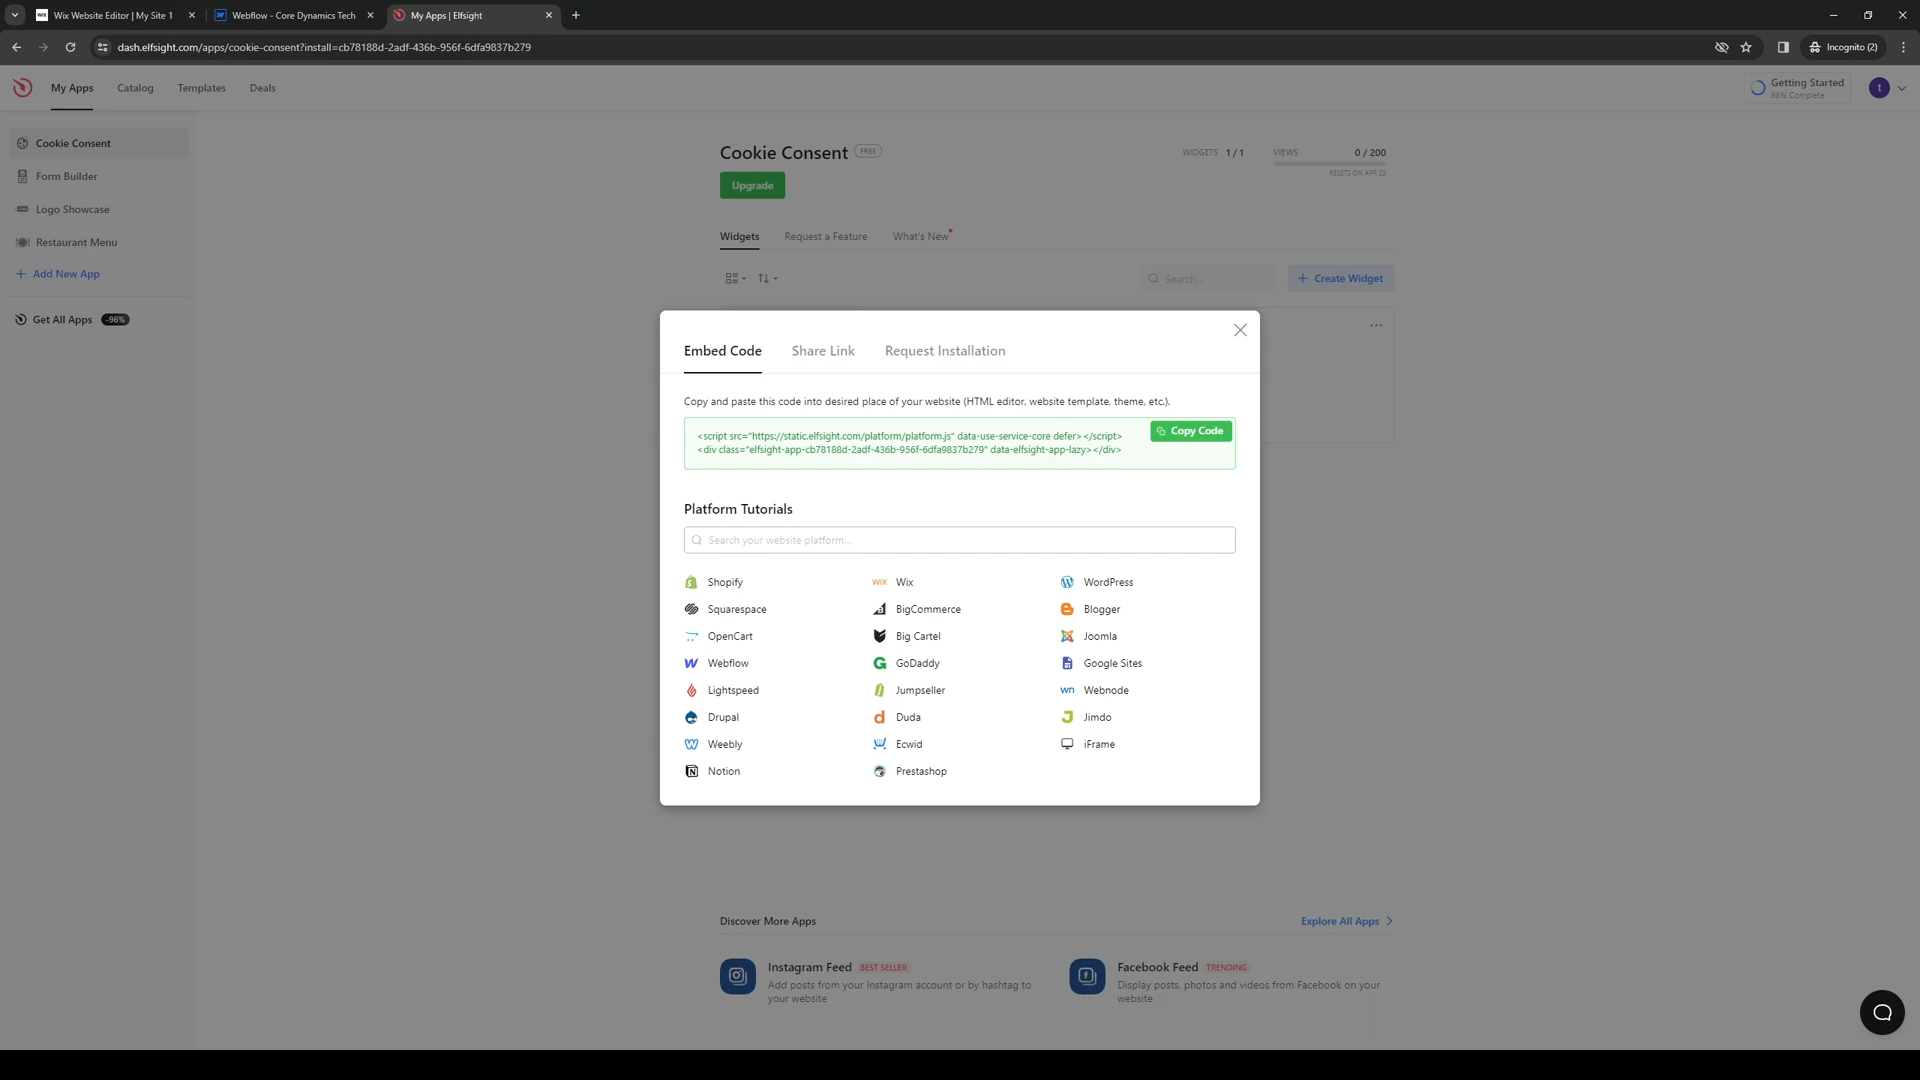 Wix Website Editor | My Site 1
Webflow - Core Dynamics Tech
My Apps | Elfsight
dash.elfsight.com/apps/cookie-consent?install=cb78188d-2adf-436b-956f-6dfa9837b279
Incognito (2)
My Apps
Catalog
Templates
Deals
Getting Started
66% Complete
t
Cookie Consent
Form Builder
Logo Showcase
Restaurant Menu
Add New App
Get All Apps -96%
Cookie Consent FREE
WIDGETS 1 / 1
VIEWS 0 / 200
RESETS ON APR 23
Upgrade
Widgets
Request a Feature
What's New
Search...
Create Widget
Embed Code
Share Link
Request Installation
Copy and paste this code into desired place of your website (HTML editor, website template, theme, etc.).
Copy Code
<script src="https://static.elfsight.com/platform/platform.js" data-use-service-core defer></script>
<div class="elfsight-app-cb78188d-2adf-436b-956f-6dfa9837b279" data-elfsight-app-lazy></div>
Platform Tutorials
Search your website platform...
Shopify
WiX Wix
WordPress
Squarespace
BigCommerce
Blogger
OpenCart
Big Cartel
Joomla
Webflow
GoDaddy
Google Sites
Lightspeed
Jumpseller
wn Webnode
Drupal
Duda
Jimdo
Weebly
Ecwid
iFrame
Notion
Prestashop
Discover More Apps
Explore All Apps
Instagram Feed BEST SELLER
Add posts from your Instagram account or by hashtag to
your website
Facebook Feed TRENDING
Display posts, photos and videos from Facebook on your
website